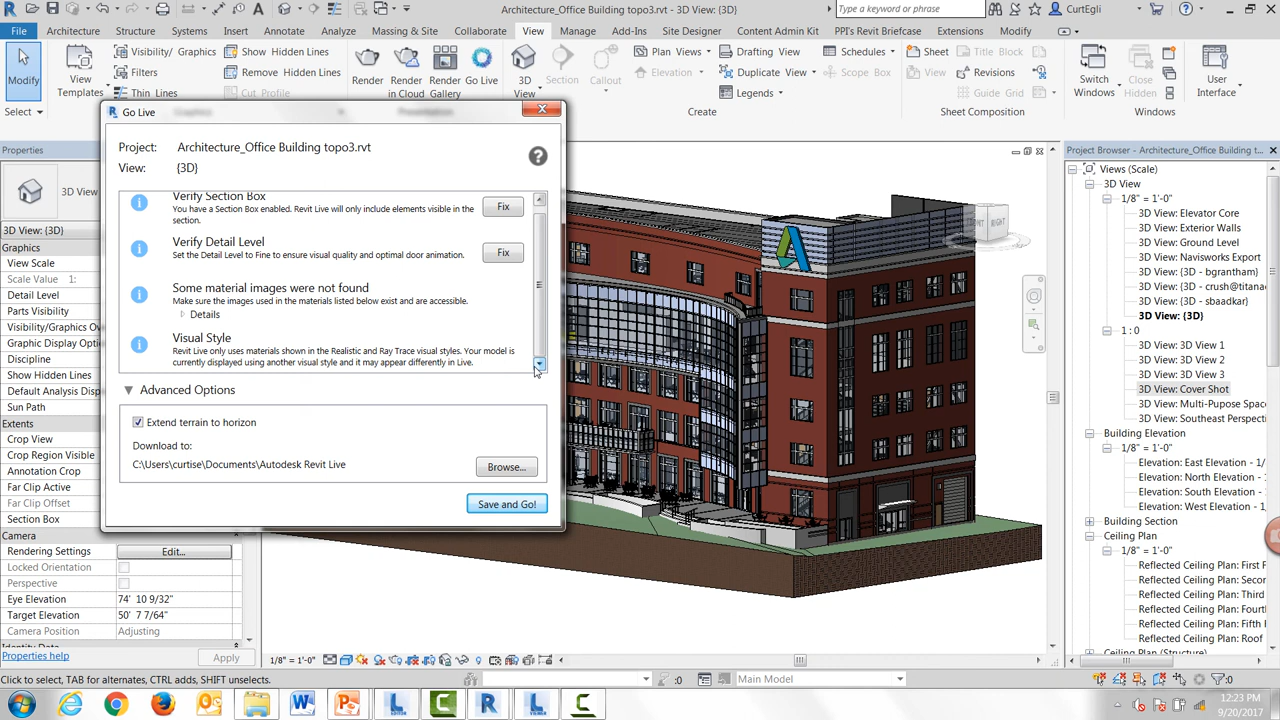 Architecture_Office Building topo3.rvt - 3D View: {3D}
Type a keyword or phrase
CurtEgli
File Architecture Structure Systems Insert Annotate Analyze Massing & Site Collaborate View Manage Add-Ins Site Designer Content Admin Kit PPI's Revit Briefcase Extensions Modify
Modify
View
Templates
Visibility/ Graphics
Filters
Thin Lines
Show Hidden Lines
Remove Hidden Lines
Cut Profile
Render
Render
in Cloud
Render
Gallery
Go Live
3D
View
Section
Callout
Plan Views
Elevation
Drafting View
Duplicate View
Legends
Schedules
Scope Box
Sheet
View
Title Block
Revisions
Guide Grid
Switch
Windows
Close
Hidden
User
Interface
Select
Graphics
Presentation
Create
Sheet Composition
Windows
Properties
3D View
3D View: {3D}
Graphics
View Scale
Scale Value 1:
Detail Level
Parts Visibility
Visibility/Graphics Ov
Graphic Display Optio
Discipline
Show Hidden Lines
Default Analysis Disp
Sun Path
Extents
Crop View
Crop Region Visible
Annotation Crop
Far Clip Active
Far Clip Offset
Section Box
Camera
Rendering Settings Edit...
Locked Orientation
Perspective
Eye Elevation 74' 10 9/32"
Target Elevation 50' 7 7/64"
Camera Position Adjusting
Identity Data
Properties help
Apply
Go Live
Project: Architecture_Office Building topo3.rvt
View: {3D}
Verify Section Box
You have a Section Box enabled. Revit Live will only include elements visible in the
section.
Fix
Verify Detail Level
Set the Detail Level to Fine to ensure visual quality and optimal door animation.
Fix
Some material images were not found
Make sure the images used in the materials listed below exist and are accessible.
Details
Visual Style
Revit Live only uses materials shown in the Realistic and Ray Trace visual styles. Your model is
currently displayed using another visual style and it may appear differently in Live.
Advanced Options
Extend terrain to horizon
Download to:
C:\Users\curtise\Documents\Autodesk Revit Live
Browse...
Save and Go!
FRONT
RIGHT
Project Browser - Architecture_Office Building t...
Views (Scale)
3D View
1/8" = 1'-0"
3D View: Elevator Core
3D View: Exterior Walls
3D View: Ground Level
3D View: Navisworks Export
3D View: {3D - bgrantham}
3D View: {3D - crush@titana
3D View: {3D - sbaadkar}
3D View: {3D}
1 : 0
3D View: 3D View 1
3D View: 3D View 2
3D View: 3D View 3
3D View: Cover Shot
3D View: Multi-Pupose Spac
3D View: Southeast Perspect
Building Elevation
1/8" = 1'-0"
Elevation: East Elevation - 1/
Elevation: North Elevation - 
Elevation: South Elevation - 
Elevation: West Elevation - 1
Building Section
Ceiling Plan
1/8" = 1'-0"
Reflected Ceiling Plan: First F
Reflected Ceiling Plan: Secon
Reflected Ceiling Plan: Third
Reflected Ceiling Plan: Fourth
Reflected Ceiling Plan: Fifth F
Reflected Ceiling Plan: Roof
Ceiling Plan (Structure)
1/8" = 1'-0"
Click to select, TAB for alternates, CTRL adds, SHIFT unselects.
:0
Main Model
:0
12:23 PM
9/20/2017